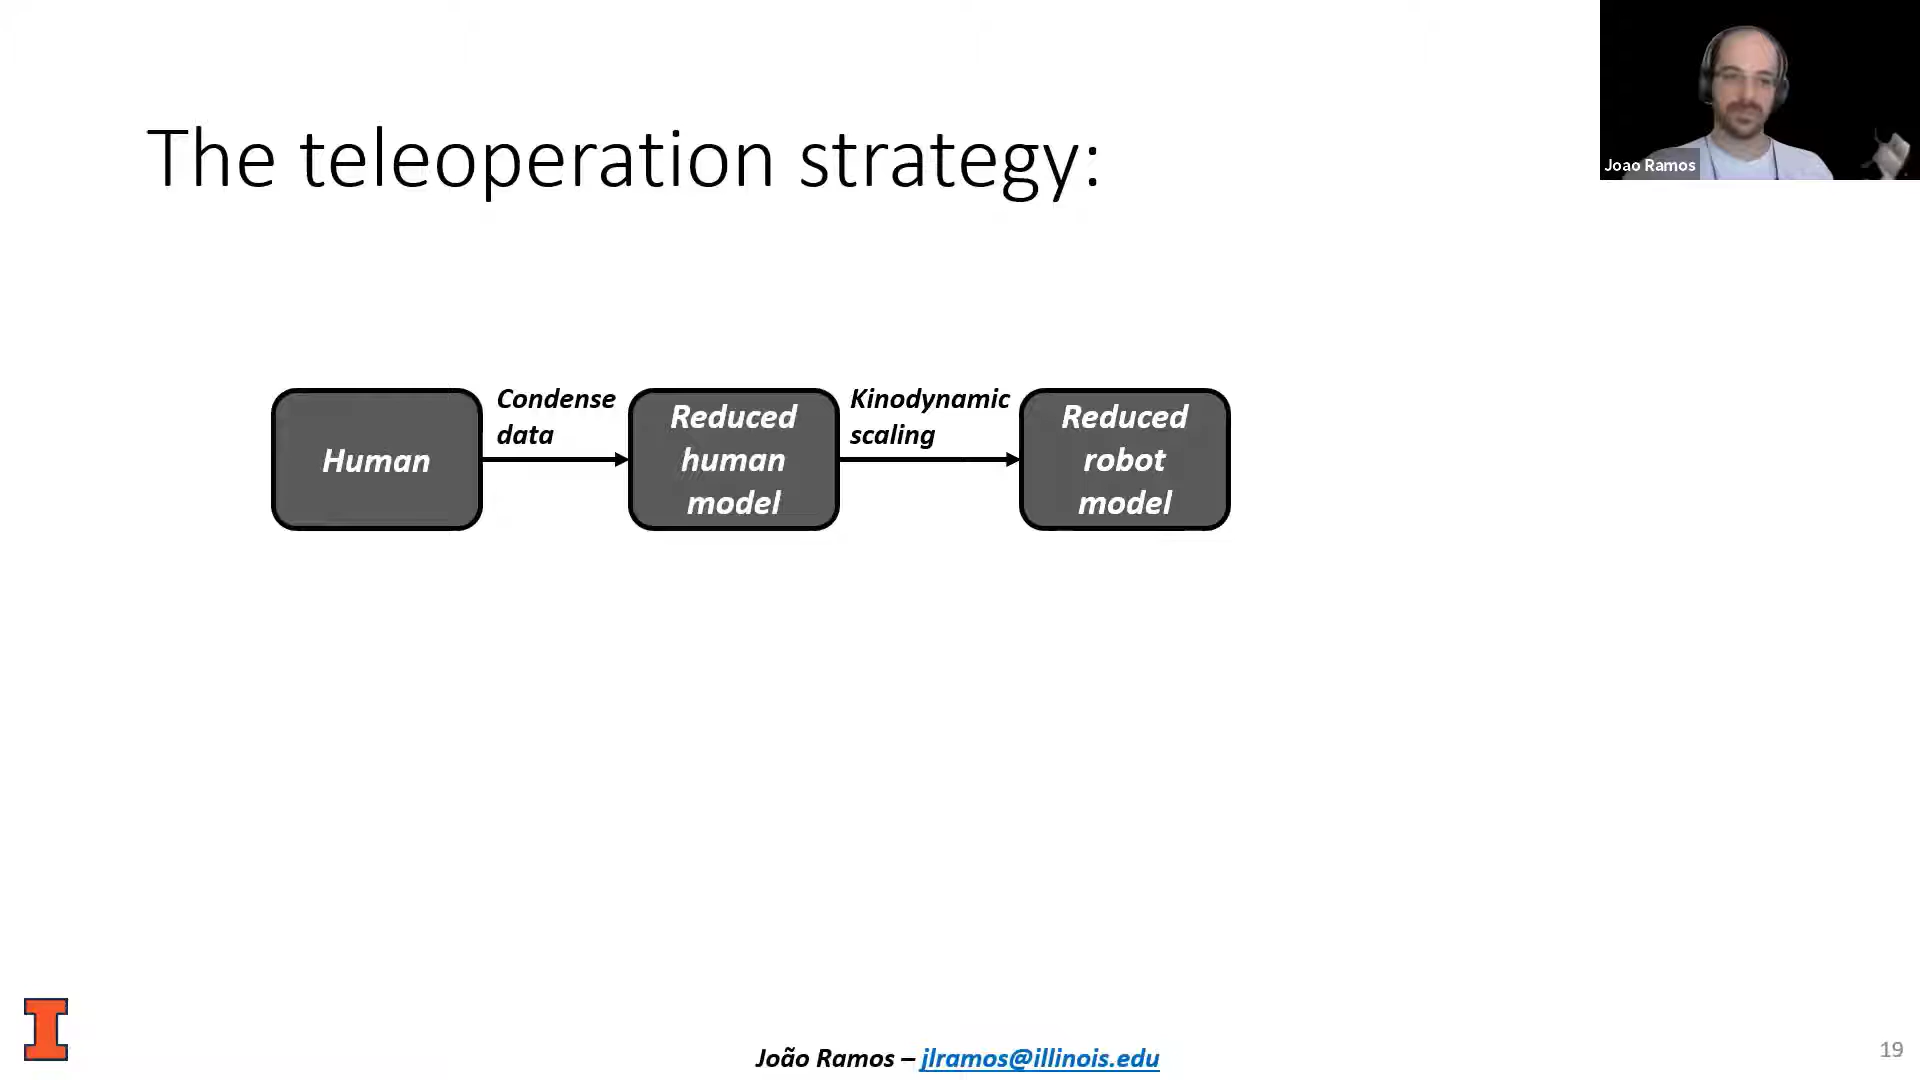 The teleoperation strategy:
Joao Ramos
Human
Condense
data
Reduced
human
model
Kinodynamic
scaling
Reduced
robot
model
João Ramos – jlramos@illinois.edu
19